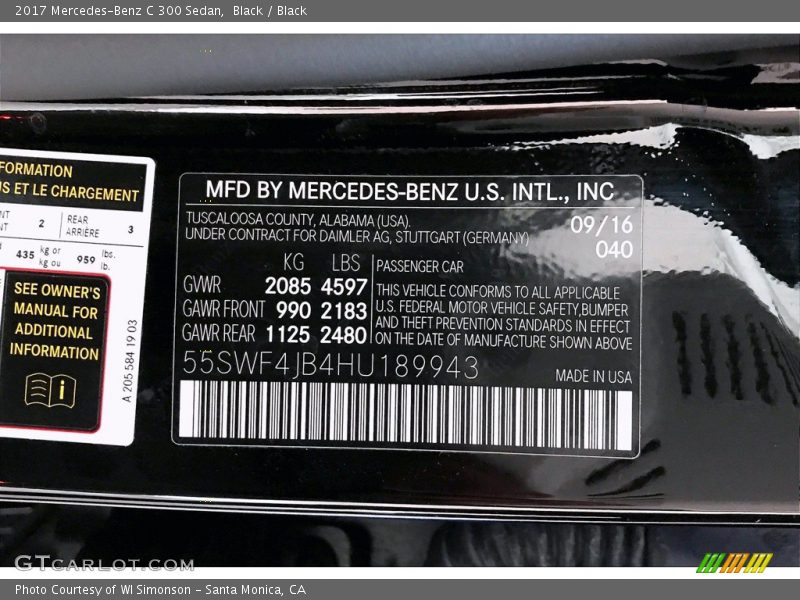 2017 Mercedes-Benz C 300 Sedan,  Black / Black
FORMATION
S ET LE CHARGEMENT
2
REAR
ARRIÈRE
3
435 kg or
kg ou
959 lbs.
lb.
SEE OWNER'S
MANUAL FOR
ADDITIONAL
INFORMATION
A 205 584 19 03
MFD BY MERCEDES-BENZ U.S. INTL., INC
TUSCALOOSA COUNTY, ALABAMA (USA).
UNDER CONTRACT FOR DAIMLER AG, STUTTGART (GERMANY)
09/16
040
KG LBS
GVWR 2085 4597
GAWR FRONT 990 2183
GAWR REAR 1125 2480
PASSENGER CAR
THIS VEHICLE CONFORMS TO ALL APPLICABLE
U.S. FEDERAL MOTOR VEHICLE SAFETY,BUMPER
AND THEFT PREVENTION STANDARDS IN EFFECT
ON THE DATE OF MANUFACTURE SHOWN ABOVE
55SWF4JB4HU189943
MADE IN USA
GTCARLOT.COM
Photo Courtesy of WI Simonson - Santa Monica, CA